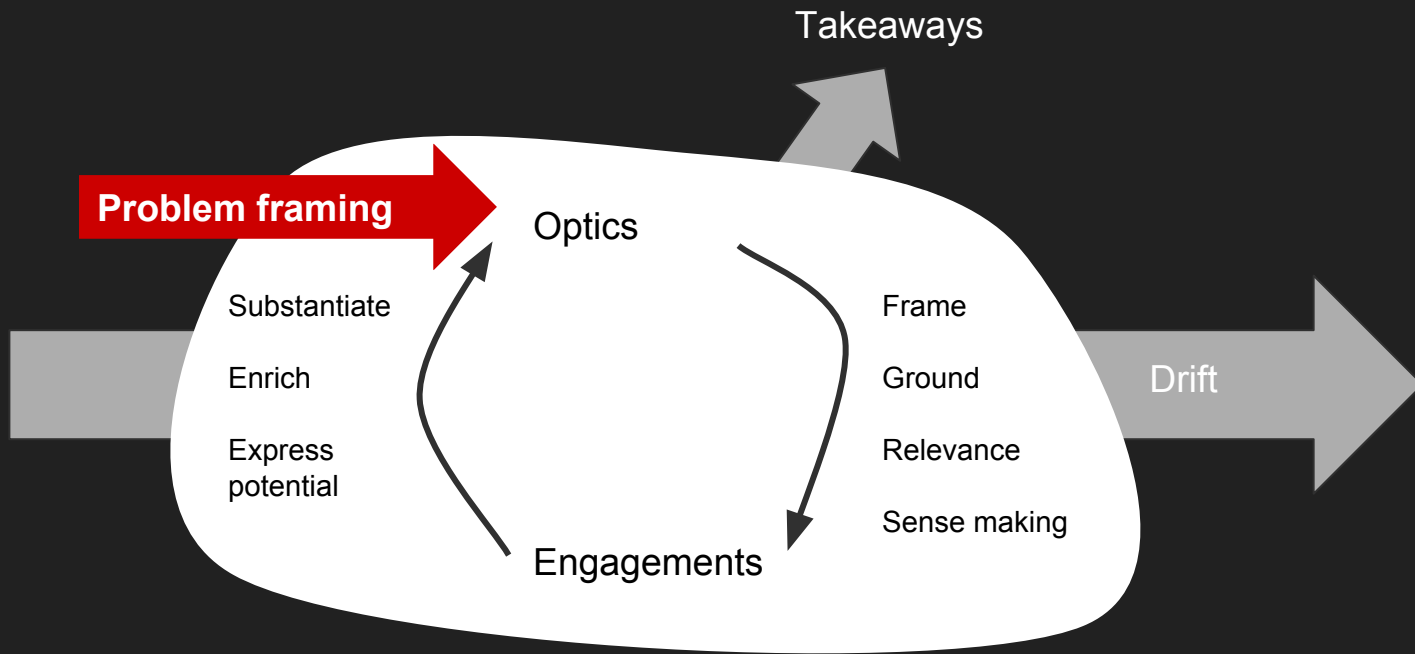 Takeaways
Problem framing
Optics
Substantiate
Enrich
Express
potential
Frame
Ground
Relevance
Sense making
Drift
Engagements